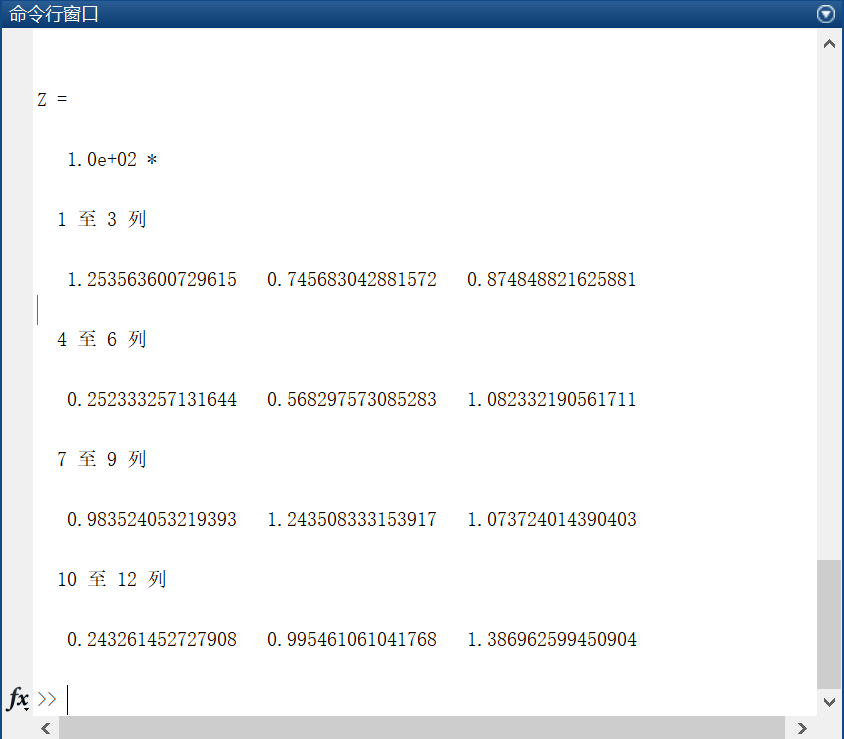 命令行窗口
Z =
1.0e+02 *
1 至 3 列
1.253563600729615 0.745683042881572 0.874848821625881
4 至 6 列
0.252333257131644 0.568297573085283 1.082332190561711
7 至 9 列
0.983524053219393 1.243508333153917 1.073724014390403
10 至 12 列
0.243261452727908 0.995461061041768 1.386962599450904
fx >>